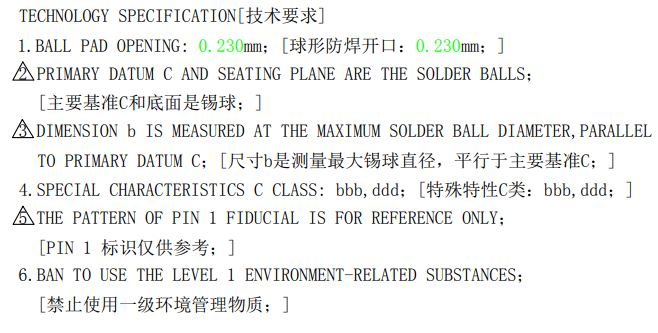 TECHNOLOGY SPECIFICATION[技术要求]
1.BALL PAD OPENING: 0.230mm; [球形防焊开口: 0.230mm; ]
2 PRIMARY DATUM C AND SEATING PLANE ARE THE SOLDER BALLS;
[主要基准C和底面是锡球; ]
3 DIMENSION b IS MEASURED AT THE MAXIMUM SOLDER BALL DIAMETER,PARALLEL
TO PRIMARY DATUM C; [尺寸b是测量最大锡球直径, 平行于主要基准C; ]
4.SPECIAL CHARACTERISTICS C CLASS: bbb,ddd; [特殊特性C类: bbb,ddd; ]
5 THE PATTERN OF PIN 1 FIDUCIAL IS FOR REFERENCE ONLY;
[PIN 1 标识仅供参考; ]
6.BAN TO USE THE LEVEL 1 ENVIRONMENT-RELATED SUBSTANCES;
[禁止使用一级环境管理物质; ]